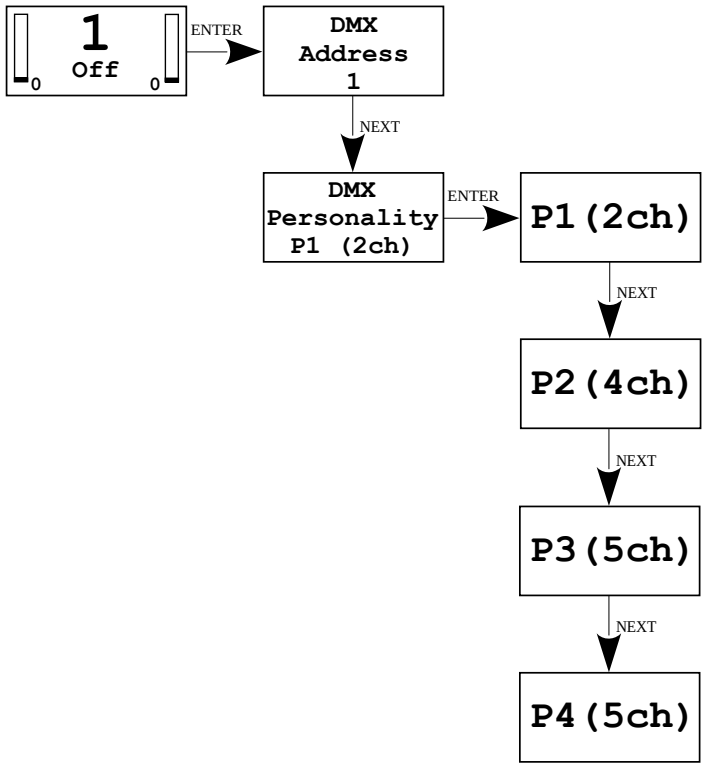 1
Off
0
0
ENTER
DMX
Address
1
NEXT
DMX
Personality
P1 (2ch)
ENTER
P1(2ch)
NEXT
P2(4ch)
NEXT
P3(5ch)
NEXT
P4(5ch)